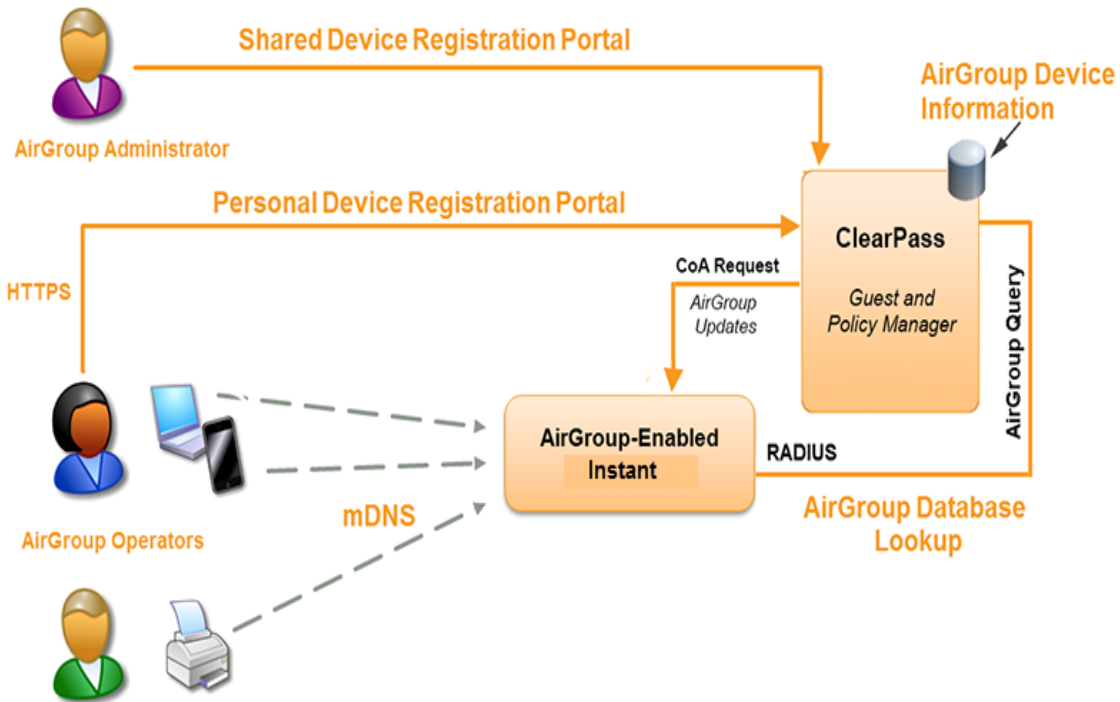 Shared Device Registration Portal
AirGroup Device
Information
AirGroup Administrator
Personal Device Registration Portal
ClearPass
Guest and
Policy Manager
CoA Request
AirGroup
Updates
HTTPS
AirGroup Query
AirGroup-Enabled
Instant
RADIUS
mDNS
AirGroup Database
Lookup
AirGroup Operators